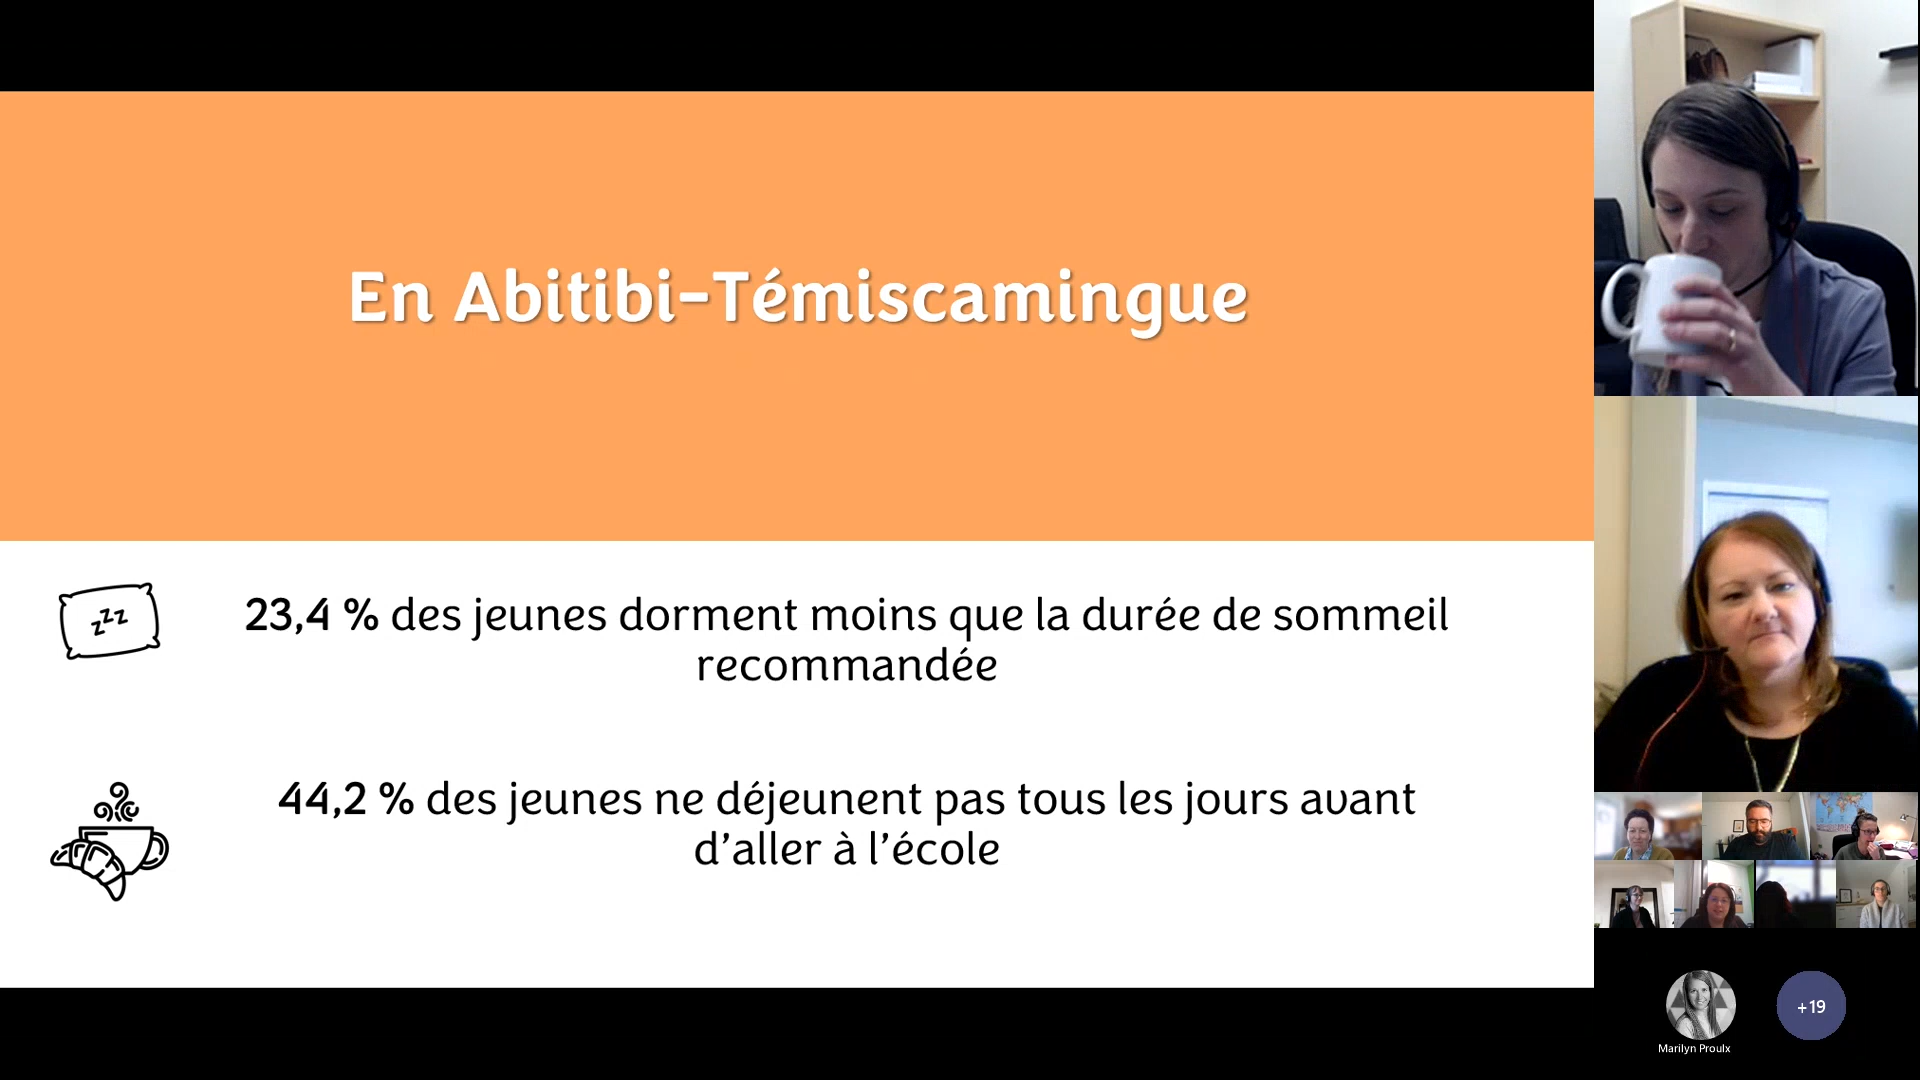 En Abitibi-Témiscamingue
zzz
23,4 % des jeunes dorment moins que la durée de sommeil
recommandée
44,2 % des jeunes ne déjeunent pas tous les jours avant
d’aller à l’école
+19
Marilyn Proulx